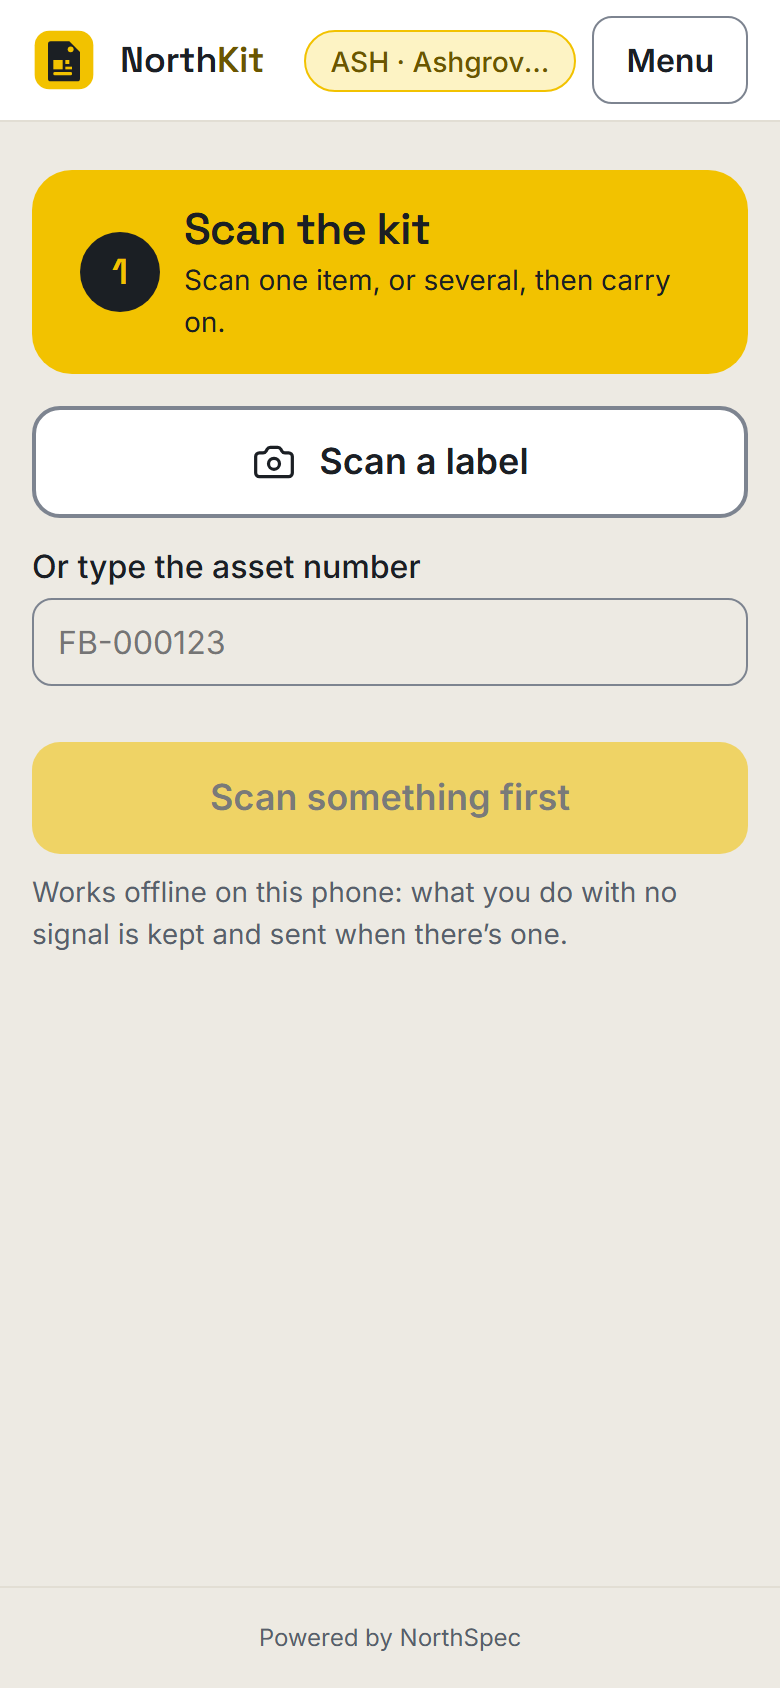 NorthKit
ASH · Ashgrov...
Menu
1
Scan the kit
Scan one item, or several, then carry
on.
Scan a label
Or type the asset number
FB-000123
Scan something first
Works offline on this phone: what you do with no
signal is kept and sent when there’s one.
Powered by NorthSpec